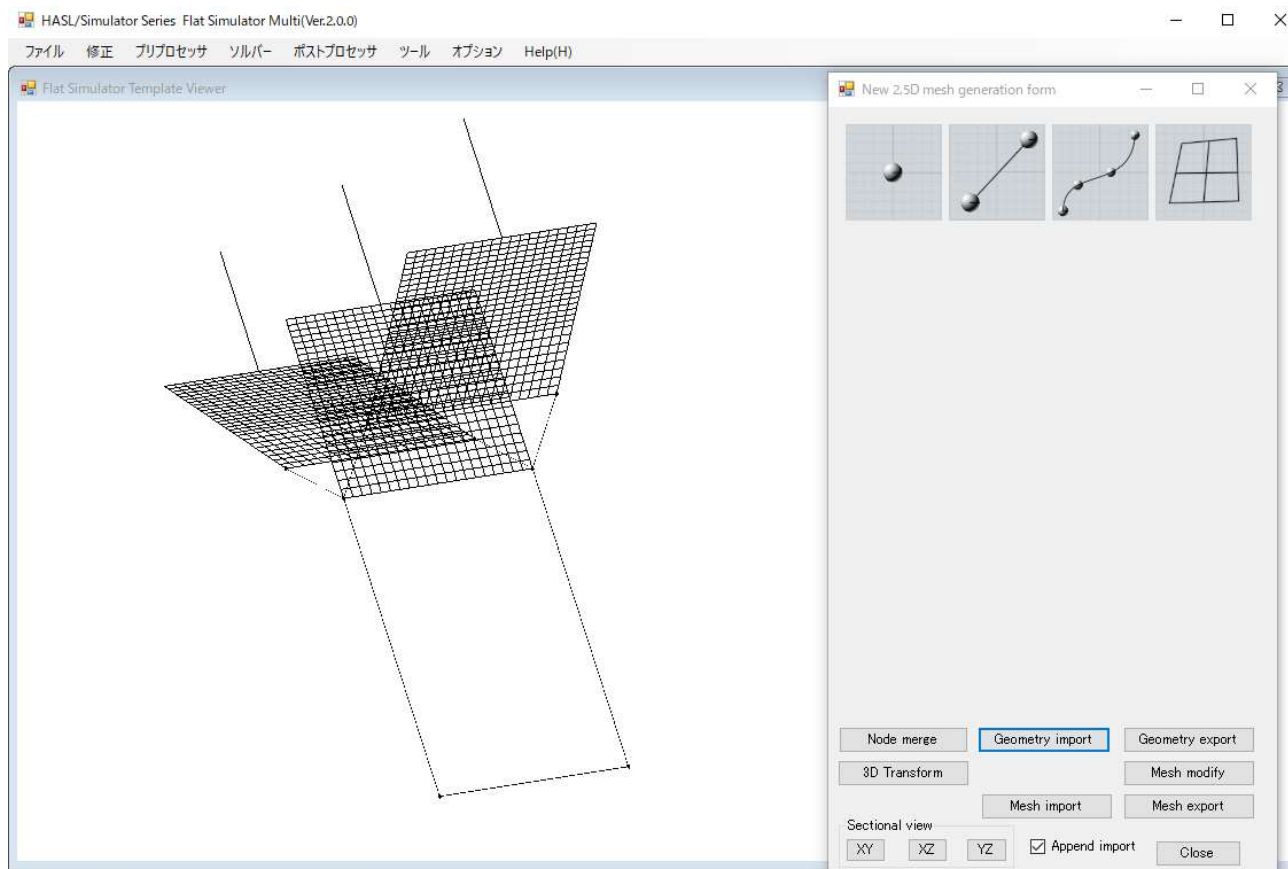 HASL/Simulator Series Flat Simulator Multi(Ver.2.0.0)
ファイル 修正 プリプロセッサ ソルバー ポストプロセッサ ツール オプション Help(H)
Flat Simulator Template Viewer
New 2.5D mesh generation form
Node merge Geometry import Geometry export
3D Transform Mesh modify
Mesh import Mesh export
Sectional view
XY XZ YZ Append import Close